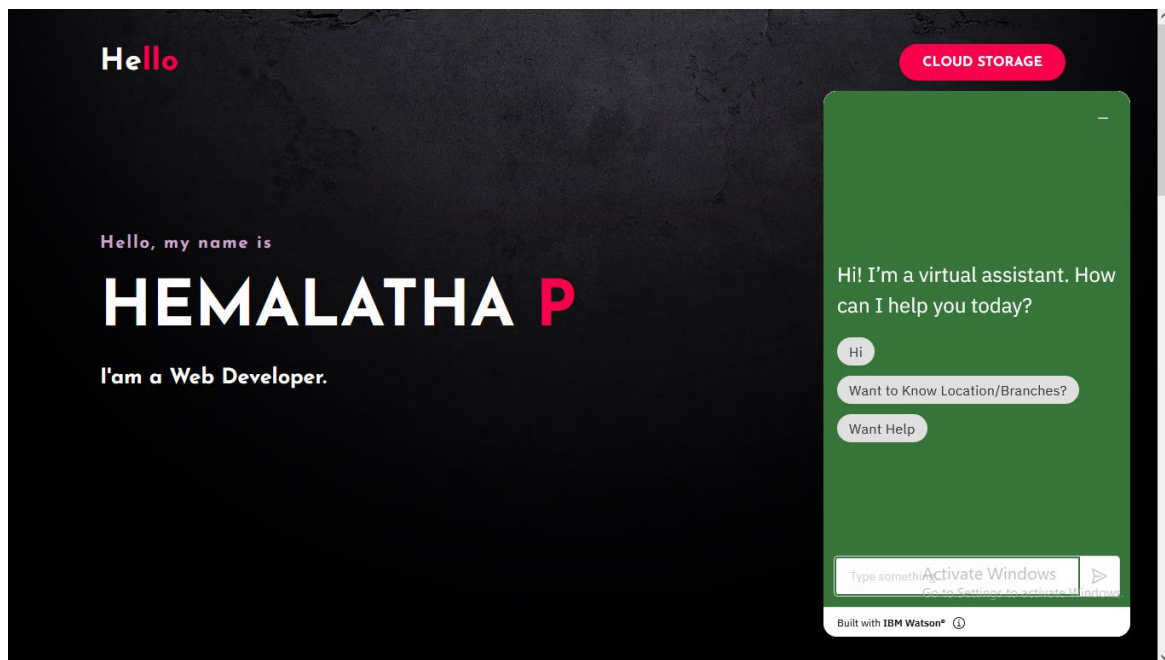 Hello
CLOUD STORAGE
Hello, my name is
HEMALATHA P
I'am a Web Developer.
Hi! I'm a virtual assistant. How
can I help you today?
Hi
Want to Know Location/Branches?
Want Help
Type something...
Activate Windows
Go to Settings to activate Windows.
Built with IBM Watson®